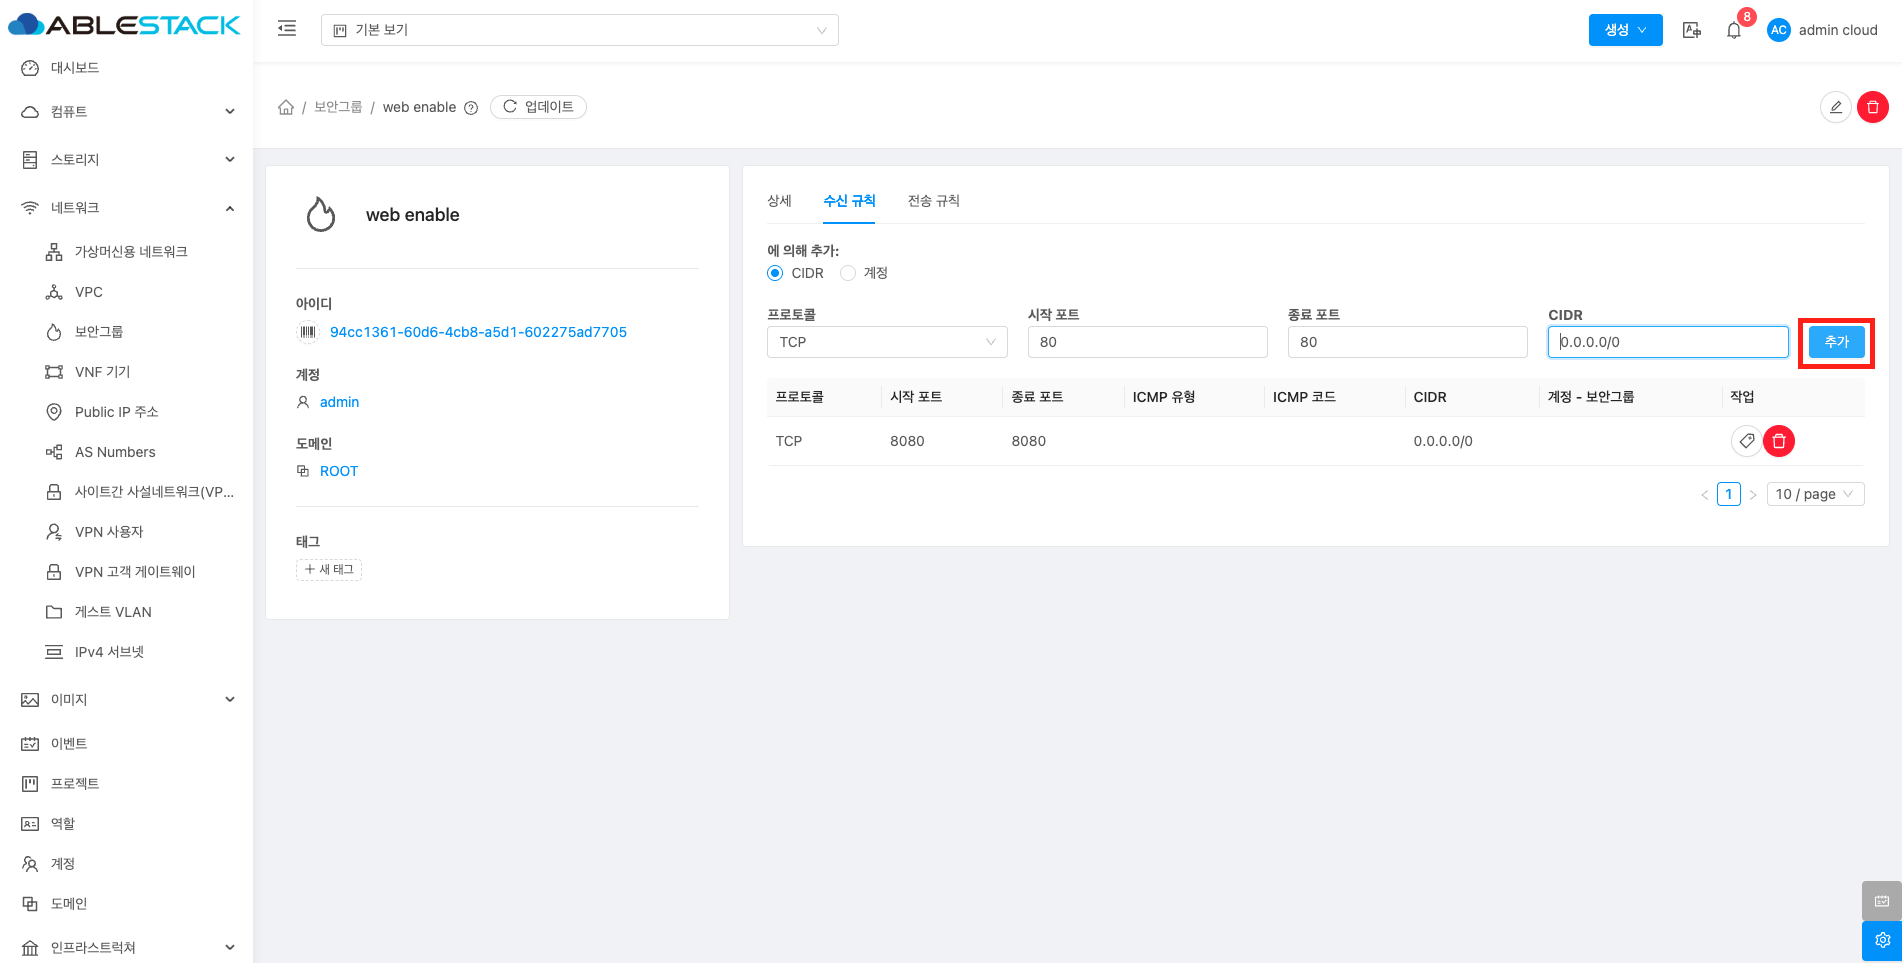 ABLESTACK
기본 보기
생성
8
AC
admin cloud
대시보드
컴퓨트
스토리지
네트워크
가상머신용 네트워크
VPC
보안그룹
VNF 기기
Public IP 주소
AS Numbers
사이트간 사설네트워크(VP...
VPN 사용자
VPN 고객 게이트웨이
게스트 VLAN
IPv4 서브넷
이미지
이벤트
프로젝트
역할
계정
도메인
인프라스트럭쳐
/ 보안그룹 / web enable
업데이트
web enable
아이디
94cc1361-60d6-4cb8-a5d1-602275ad7705
계정
admin
도메인
ROOT
태그
+ 새 태그
상세 수신 규칙 전송 규칙
에 의해 추가:
CIDR 계정
프로토콜 시작 포트 종료 포트 CIDR
TCP 80 80 0.0.0.0/0 추가
프로토콜 시작 포트 종료 포트 ICMP 유형 ICMP 코드 CIDR 계정 - 보안그룹 작업
TCP 8080 8080 0.0.0.0/0
< 1 > 10 / page